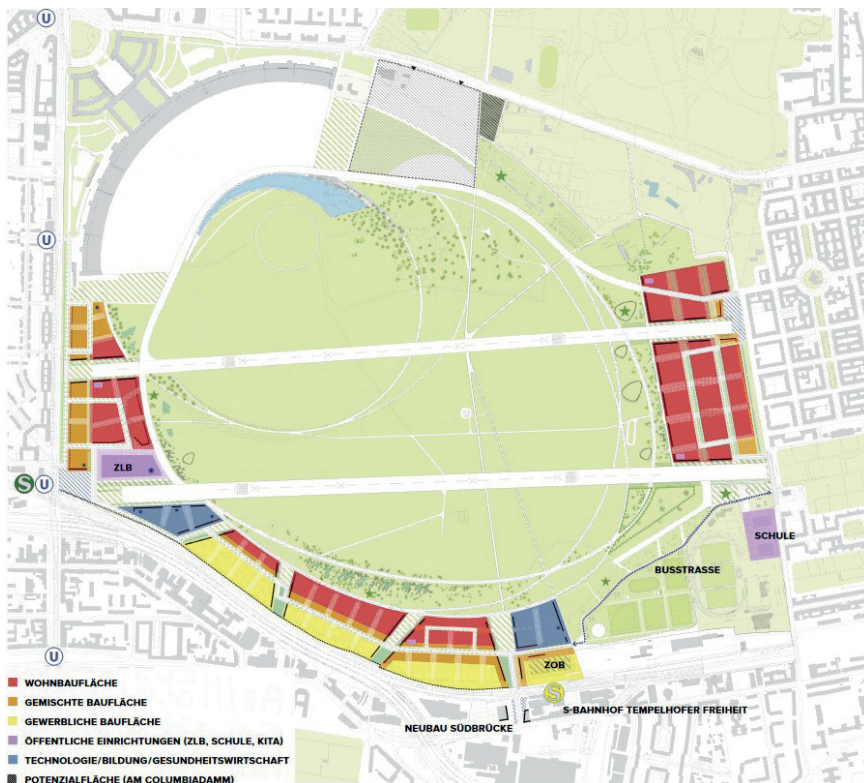 U
U
ZLB
S U
SCHULE
BUSSTRASSE
U
ZOB
S
S-BAHNHOF TEMPELHOFER FREIHEIT
NEUBAU SÜDBRÜCKE
WOHNBAUFLÄCHE
GEMISCHTE BAUFLÄCHE
GEWERBLICHE BAUFLÄCHE
ÖFFENTLICHE EINRICHTUNGEN (ZLB, SCHULE, KITA)
TECHNOLOGIE/BILDUNG/GESUNDHEITSWIRTSCHAFT
POTENZIALFLÄCHE (AM COLUMBIADAMM)